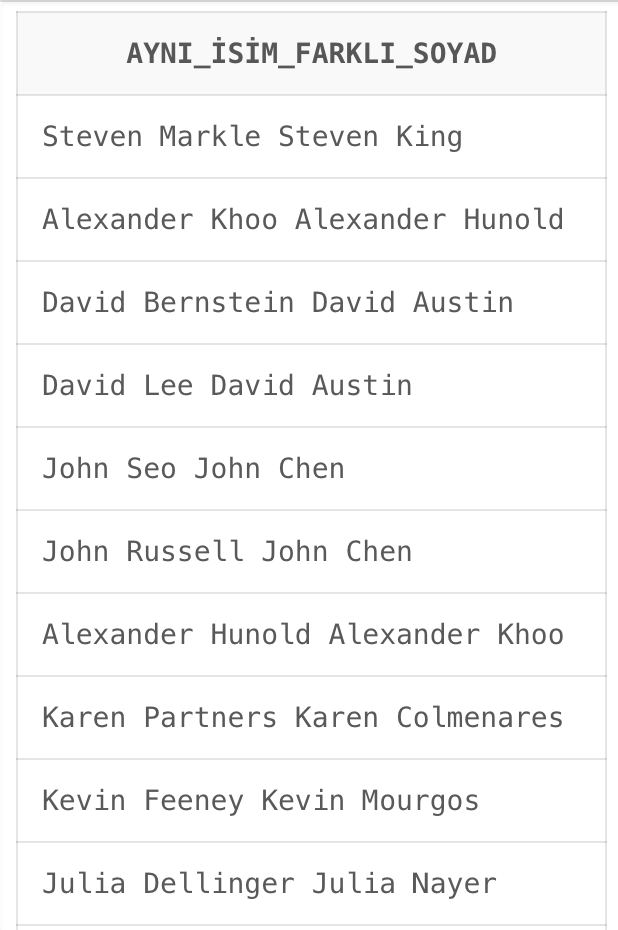 AYNI_İSİM_FARKLI_SOYAD
Steven Markle Steven King
Alexander Khoo Alexander Hunold
David Bernstein David Austin
David Lee David Austin
John Seo John Chen
John Russell John Chen
Alexander Hunold Alexander Khoo
Karen Partners Karen Colmenares
Kevin Feeney Kevin Mourgos
Julia Dellinger Julia Nayer